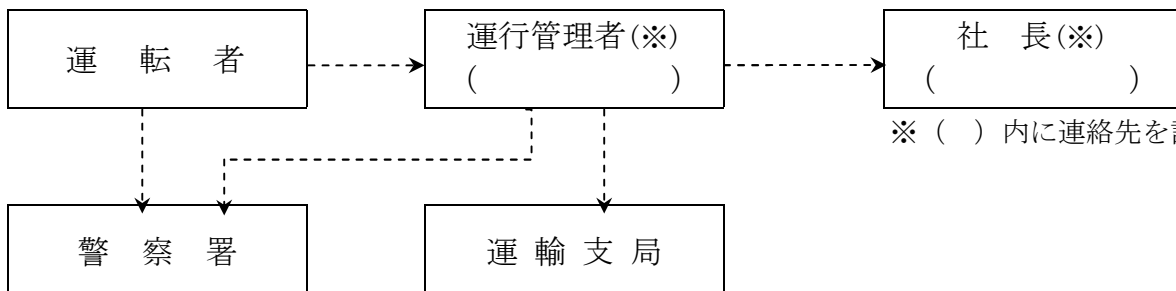 運転者
運行管理者(※)
(　　　　　)
社　長(※)
(　　　　　)
※（　）内に連絡先を
警察署
運輸支局